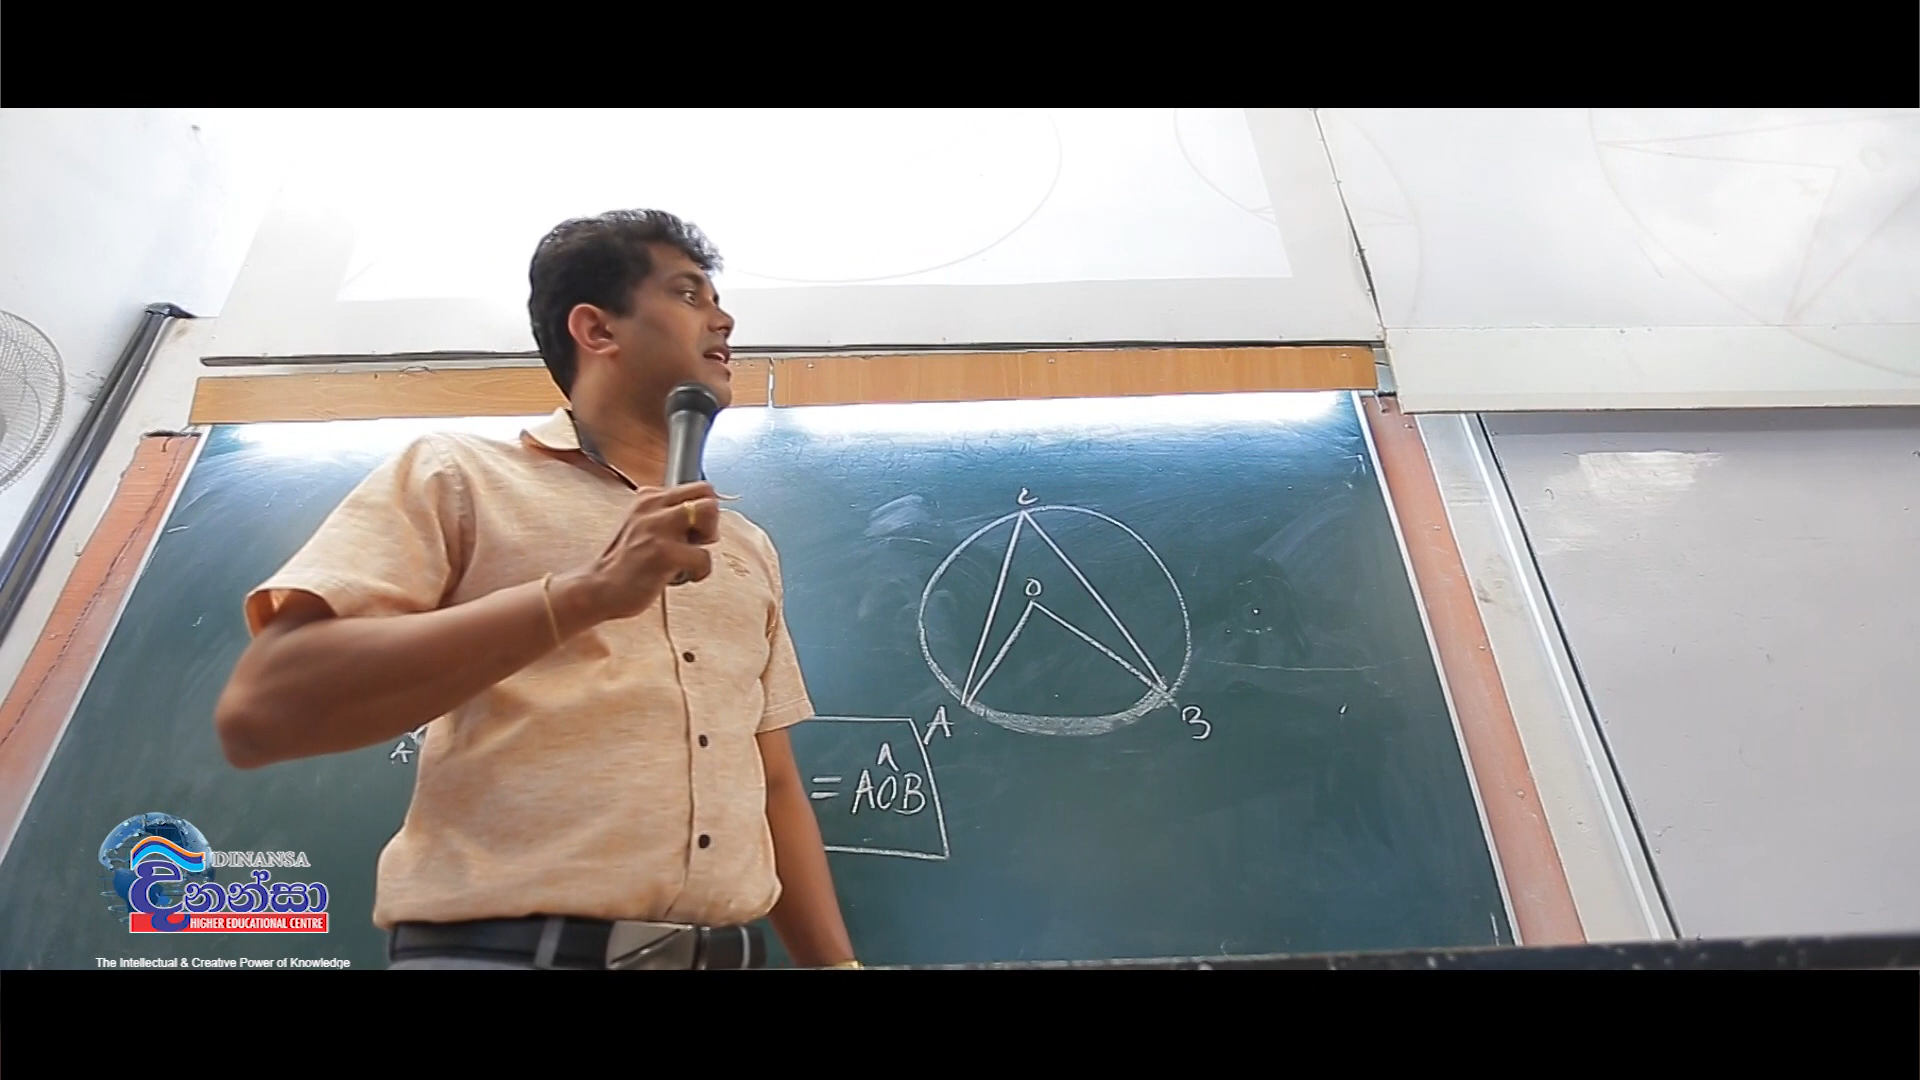 C
O
A
B
= AÔB
DINANSA
දිනන්සා
HIGHER EDUCATIONAL CENTRE
The Intellectual & Creative Power of Knowledge